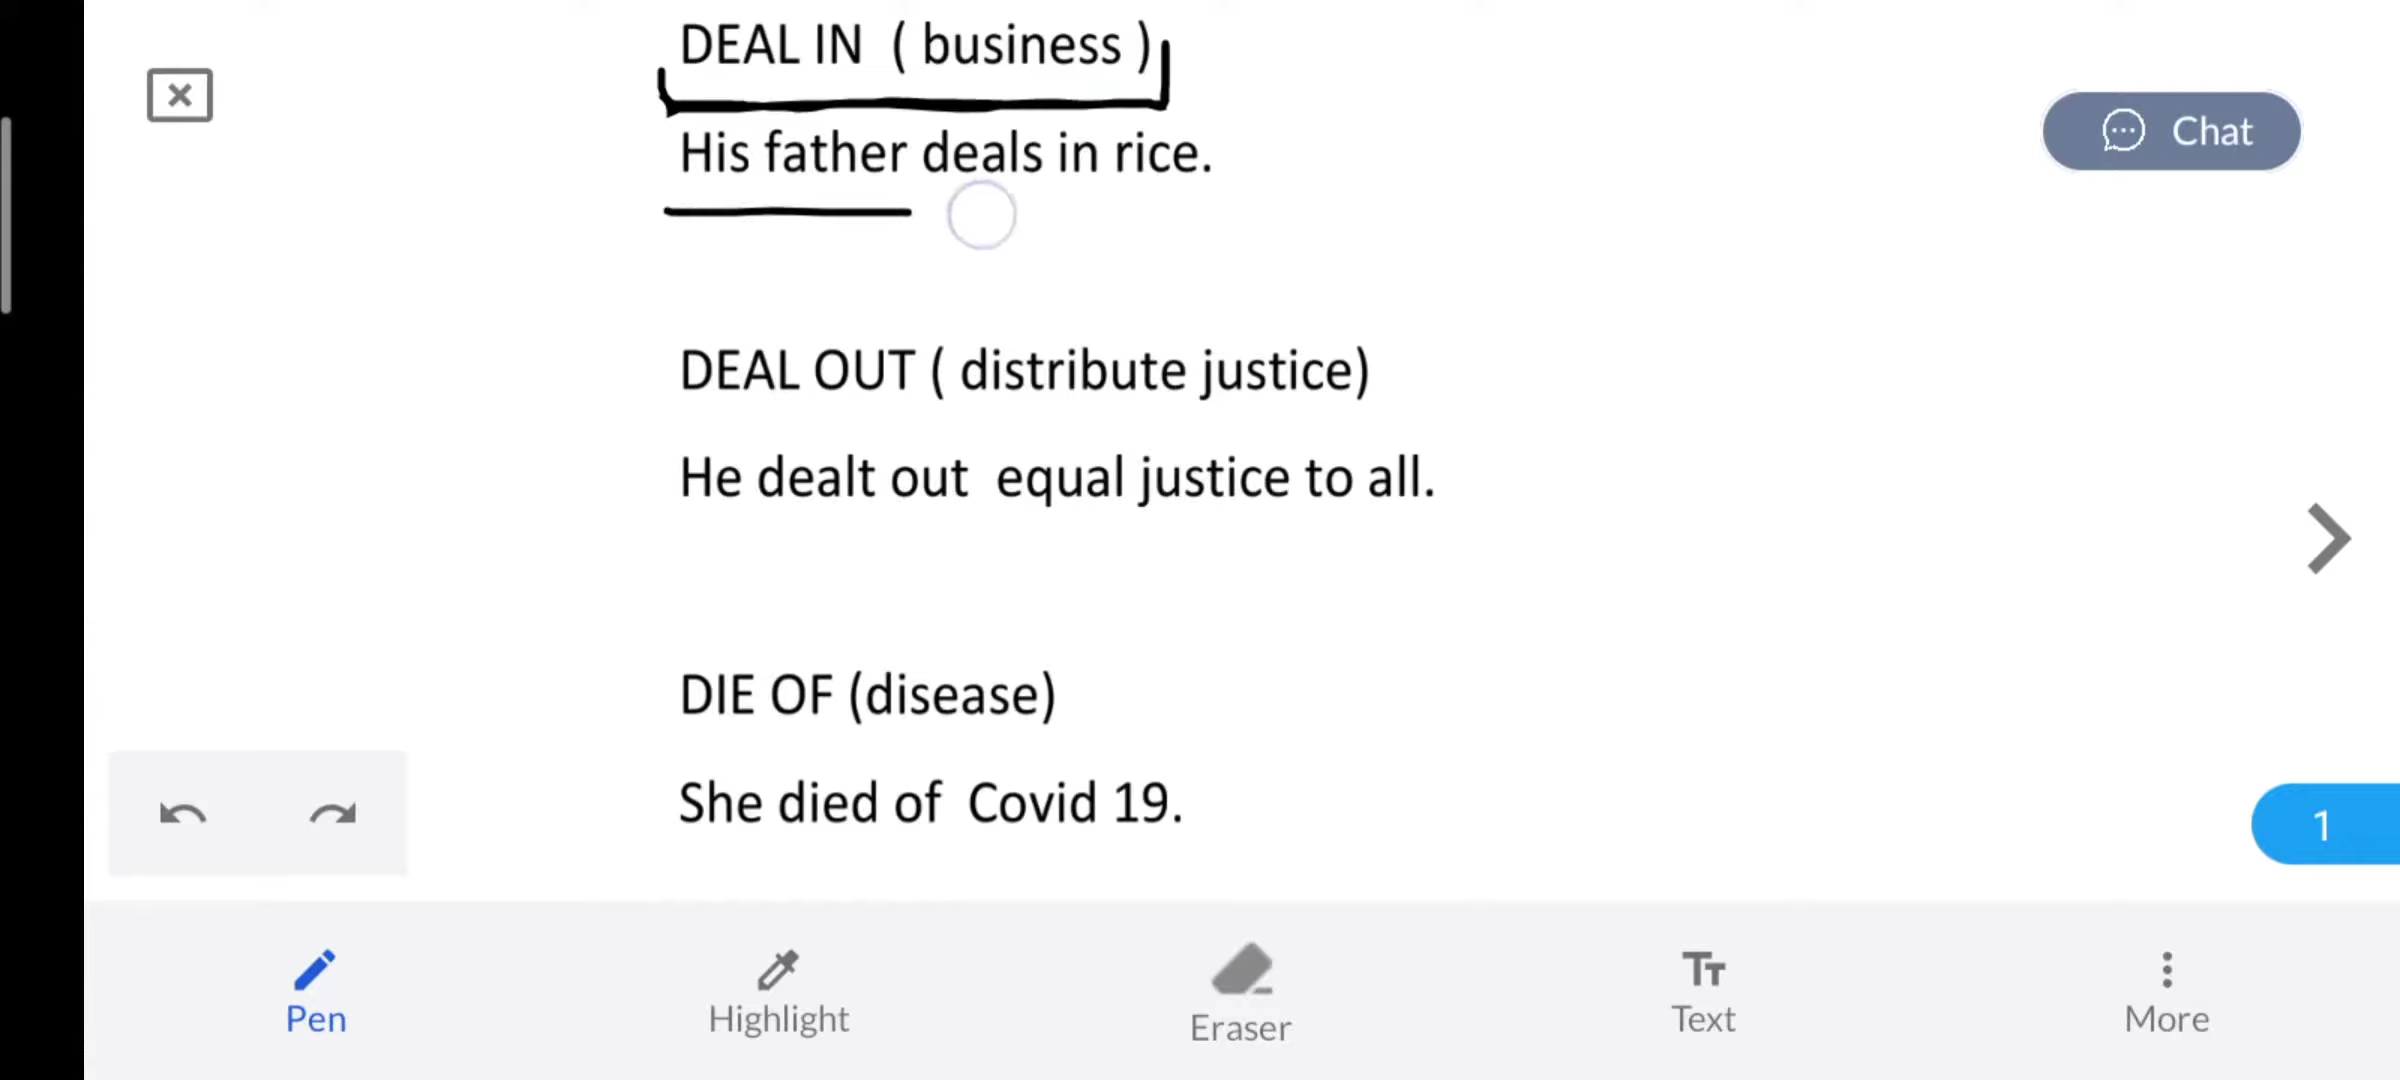 DEAL IN ( business )
Chat
His father deals in rice.
DEAL OUT ( distribute justice)
He dealt out equal justice to all.
DIE OF (disease)
She died of Covid 19.
1
Pen
Highlight
Eraser
Text
More